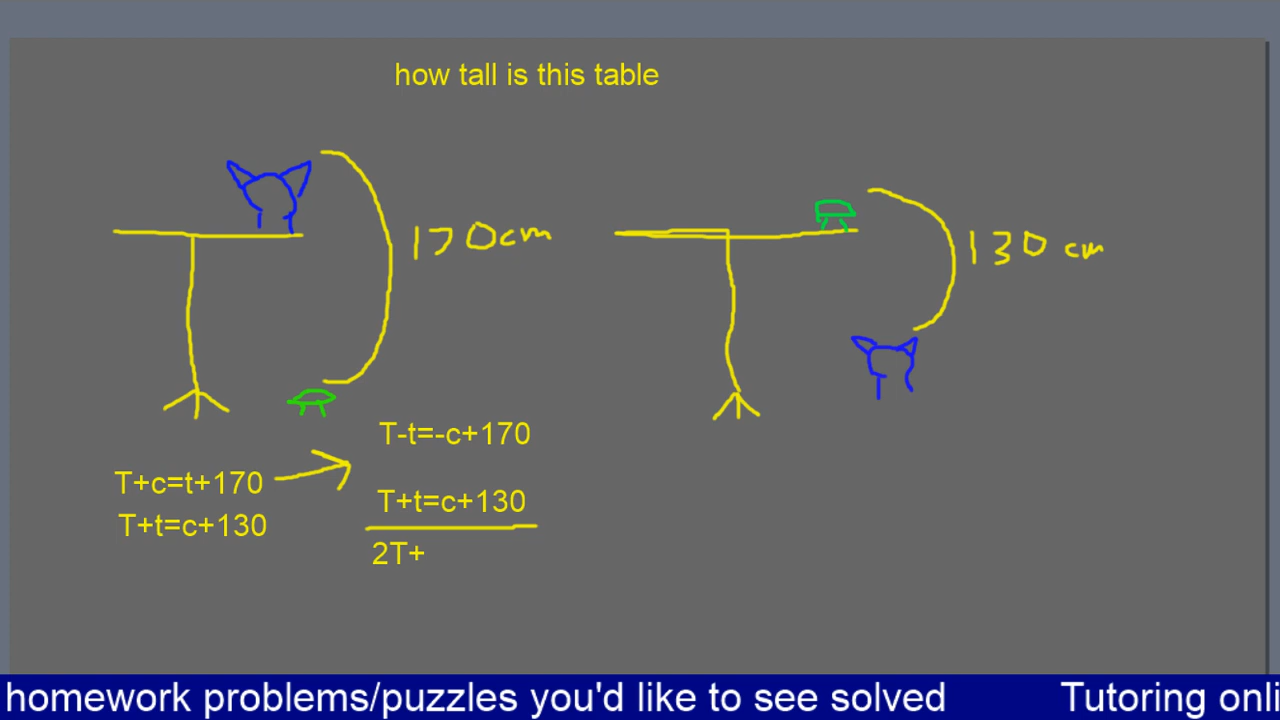 how tall is this table
170cm
130 cm
T-t=-c+170
T+c=t+170
T+t=c+130
T+t=c+130
2T+
homework problems/puzzles you'd like to see solved Tutoring onli